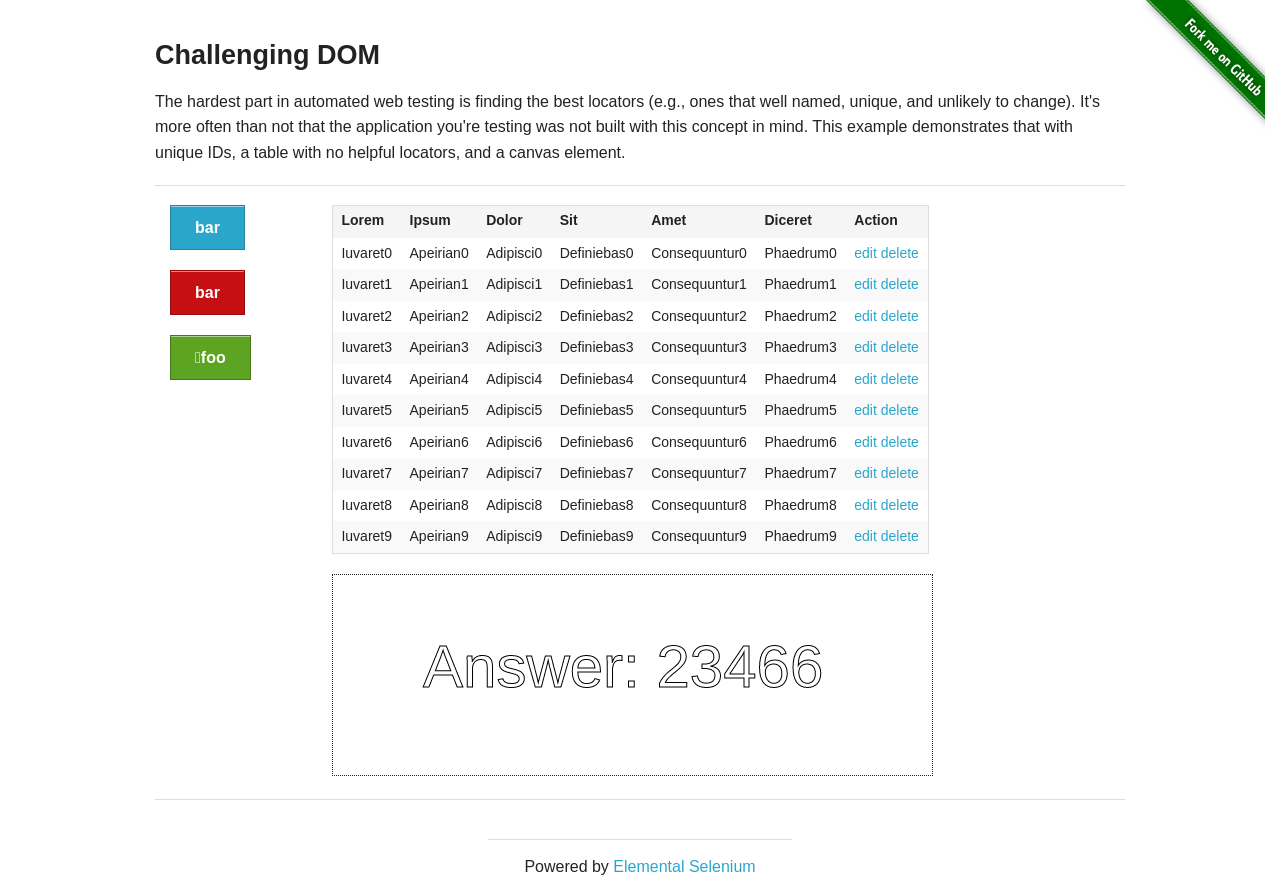 Fork me on GitHub
Challenging DOM
The hardest part in automated web testing is finding the best locators (e.g., ones that well named, unique, and unlikely to change). It's
more often than not that the application you're testing was not built with this concept in mind. This example demonstrates that with
unique IDs, a table with no helpful locators, and a canvas element.
bar
bar
foo
Lorem Ipsum Dolor Sit Amet Diceret Action
Iuvaret0 Apeirian0 Adipisci0 Definiebas0 Consequuntur0 Phaedrum0 edit delete
Iuvaret1 Apeirian1 Adipisci1 Definiebas1 Consequuntur1 Phaedrum1 edit delete
Iuvaret2 Apeirian2 Adipisci2 Definiebas2 Consequuntur2 Phaedrum2 edit delete
Iuvaret3 Apeirian3 Adipisci3 Definiebas3 Consequuntur3 Phaedrum3 edit delete
Iuvaret4 Apeirian4 Adipisci4 Definiebas4 Consequuntur4 Phaedrum4 edit delete
Iuvaret5 Apeirian5 Adipisci5 Definiebas5 Consequuntur5 Phaedrum5 edit delete
Iuvaret6 Apeirian6 Adipisci6 Definiebas6 Consequuntur6 Phaedrum6 edit delete
Iuvaret7 Apeirian7 Adipisci7 Definiebas7 Consequuntur7 Phaedrum7 edit delete
Iuvaret8 Apeirian8 Adipisci8 Definiebas8 Consequuntur8 Phaedrum8 edit delete
Iuvaret9 Apeirian9 Adipisci9 Definiebas9 Consequuntur9 Phaedrum9 edit delete
Answer: 23466
Powered by Elemental Selenium